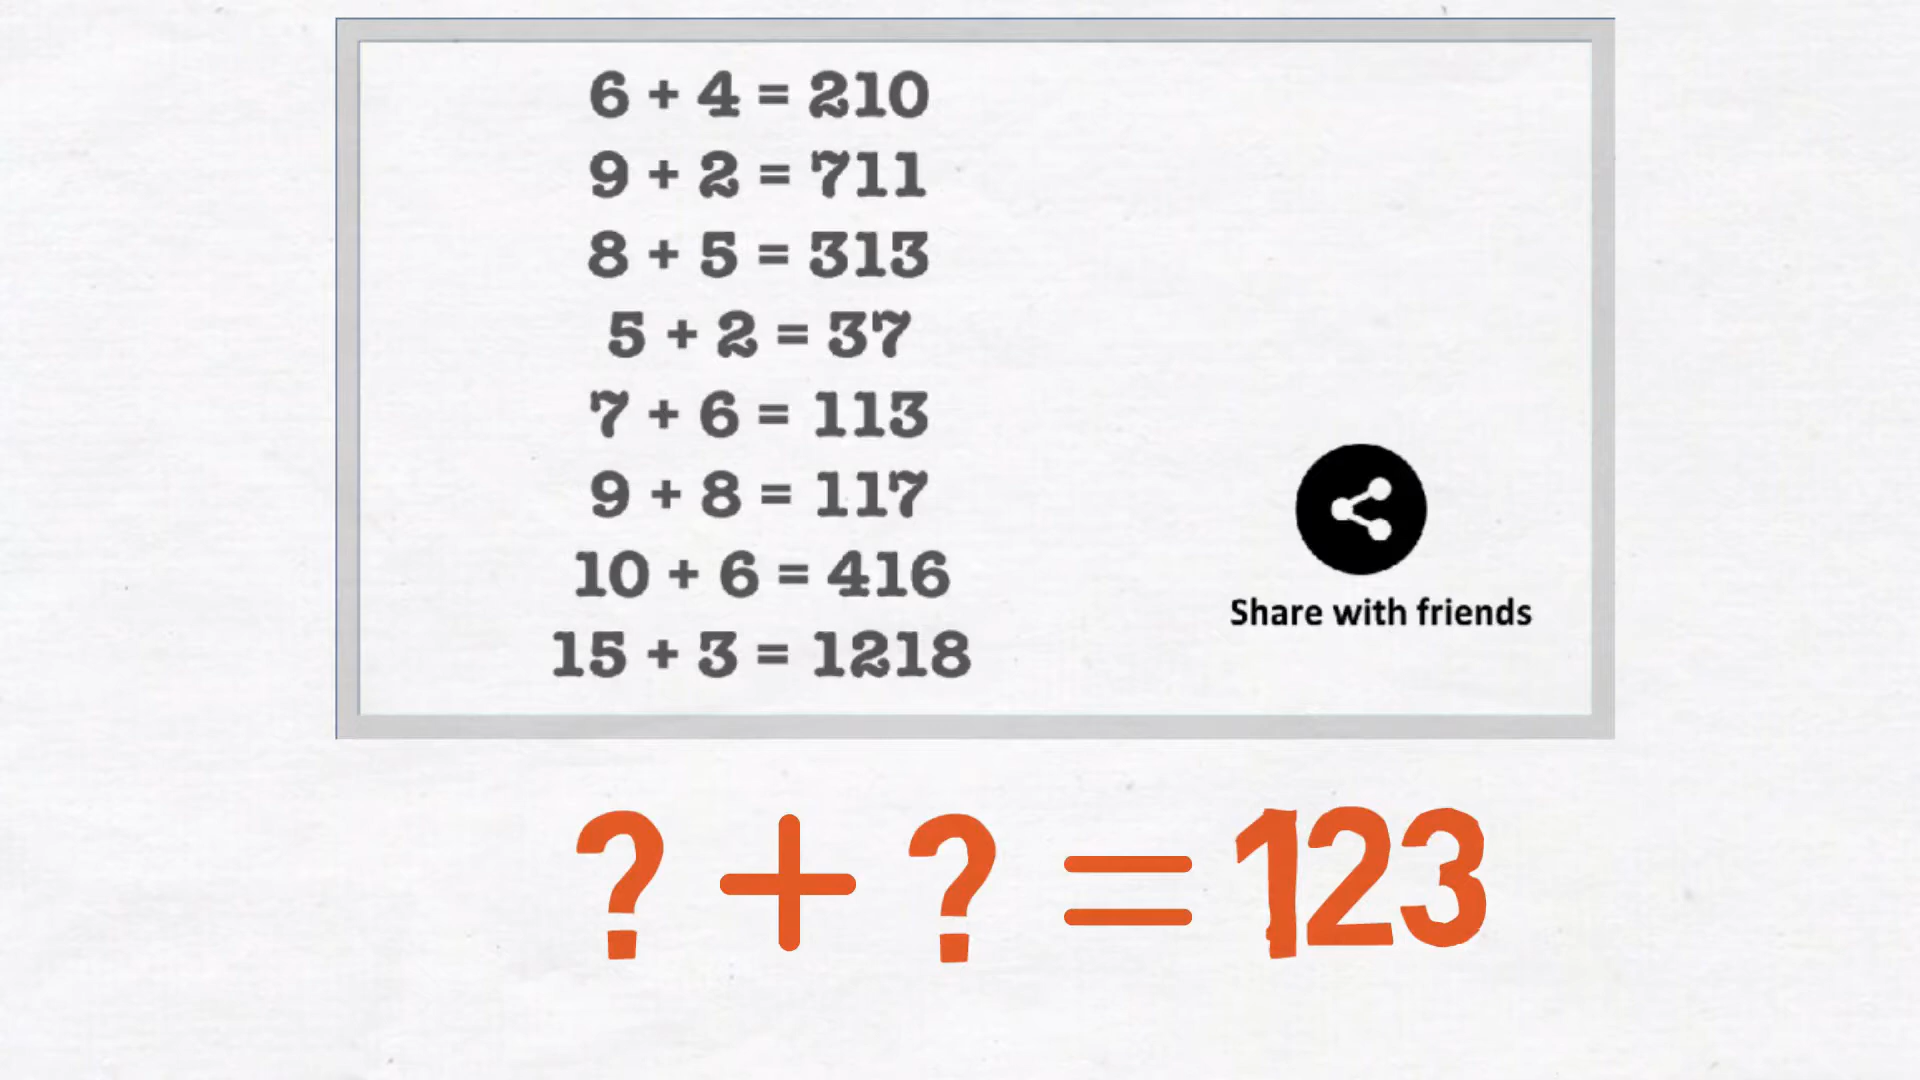 6 + 4 = 210
9 + 2 = 711
8 + 5 = 313
5 + 2 = 37
7 + 6 = 113
9 + 8 = 117
10 + 6 = 416
15 + 3 = 1218
Share with friends
? + ? = 123